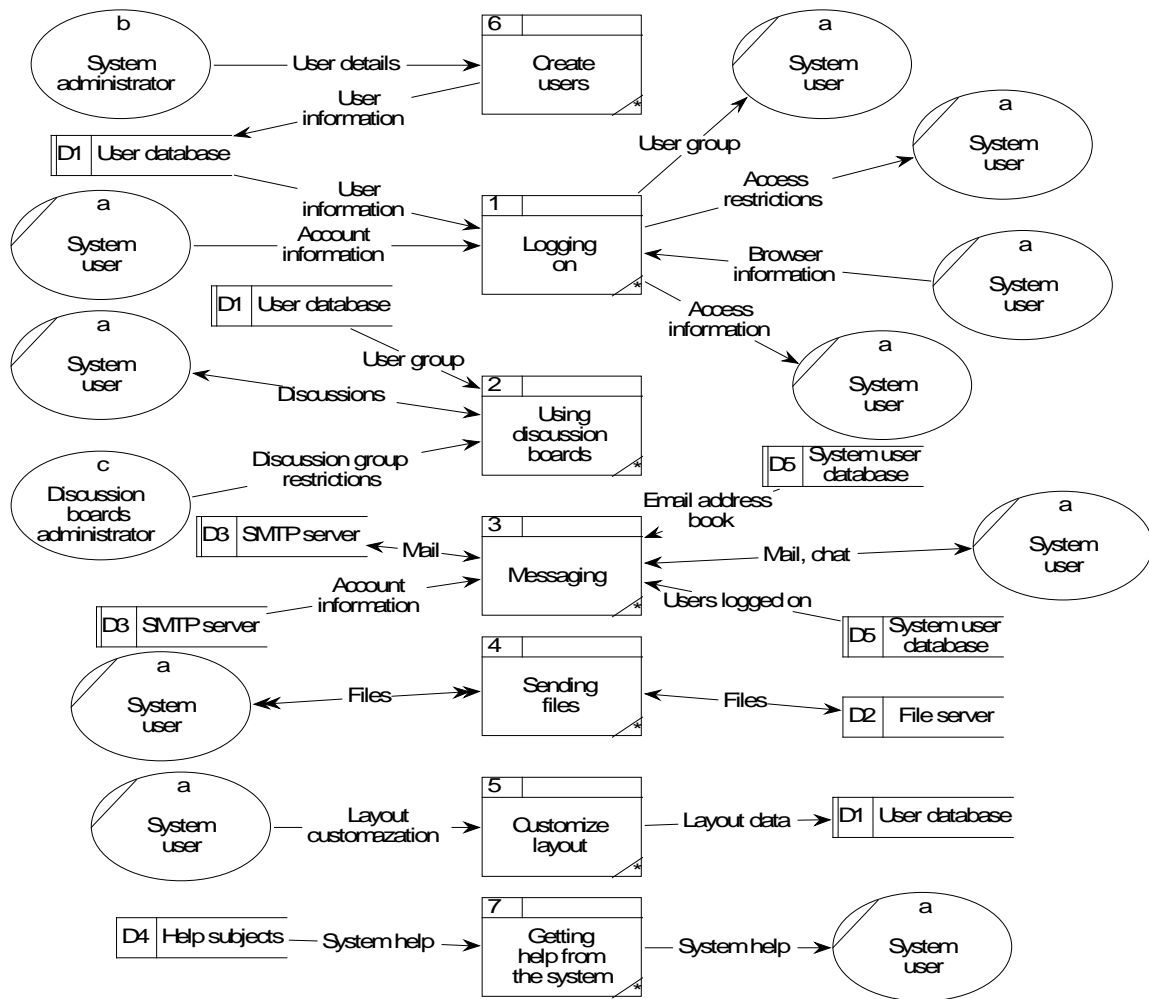 b
System
administrator
User details
6
Create
users
*
a
System
user
User
information
D1 User database
User group
a
System
user
Access
restrictions
User
information
1
Logging
on
*
a
System
user
Account
information
Browser
information
a
System
user
D1 User database
Access
information
a
System
user
User group
a
System
user
Discussions
2
Using
discussion
boards
*
c
Discussion
boards
administrator
Discussion group
restrictions
D5 System user
database
Email address
book
D3 SMTP server
Mail
3
Messaging
*
Mail, chat
a
System
user
Account
information
D3 SMTP server
Users logged on
D5 System user
database
a
System
user
Files
4
Sending
files
*
Files
D2 File server
a
System
user
Layout
customazation
5
Customize
layout
*
Layout data
D1 User database
D4 Help subjects
System help
7
Getting
help from
the system
*
System help
a
System
user